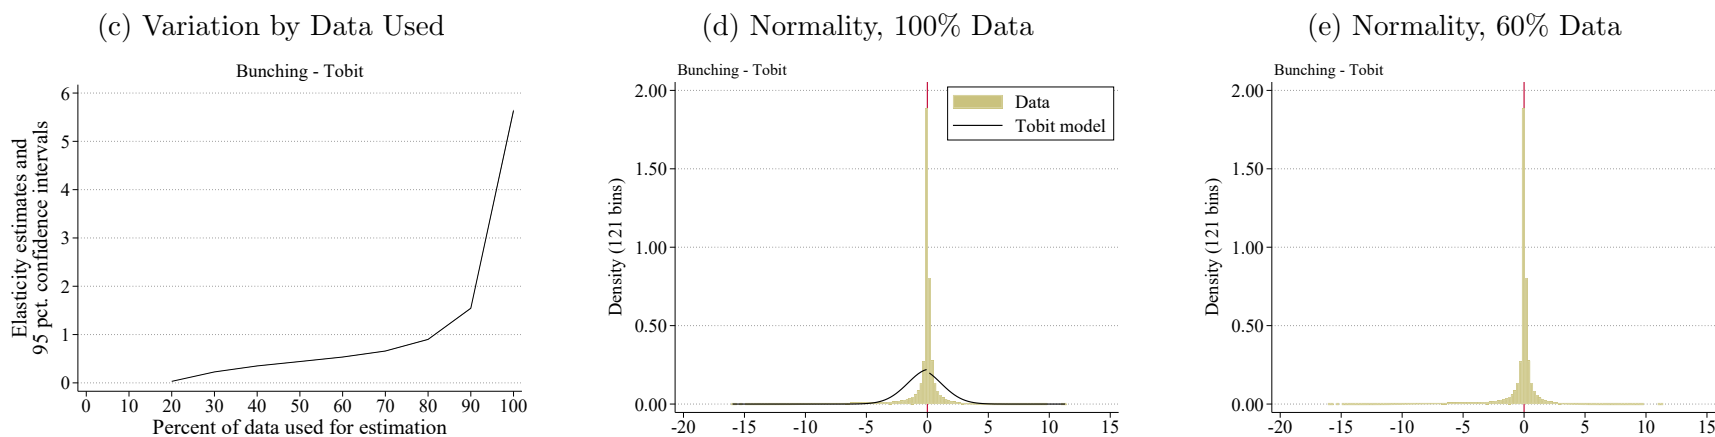 (c) Variation by Data Used
Bunching - Tobit
Elasticity estimates and
95 pct. confidence intervals
6
5
4
3
2
1
0
0 10 20 30 40 50 60 70 80 90 100
Percent of data used for estimation
(d) Normality, 100% Data
Bunching - Tobit
Data
Tobit model
Density (121 bins)
2.00
1.50
1.00
0.50
0.00
-20 -15 -10 -5 0 5 10 15
(e) Normality, 60% Data
Bunching - Tobit
Density (121 bins)
2.00
1.50
1.00
0.50
0.00
-20 -15 -10 -5 0 5 10 15